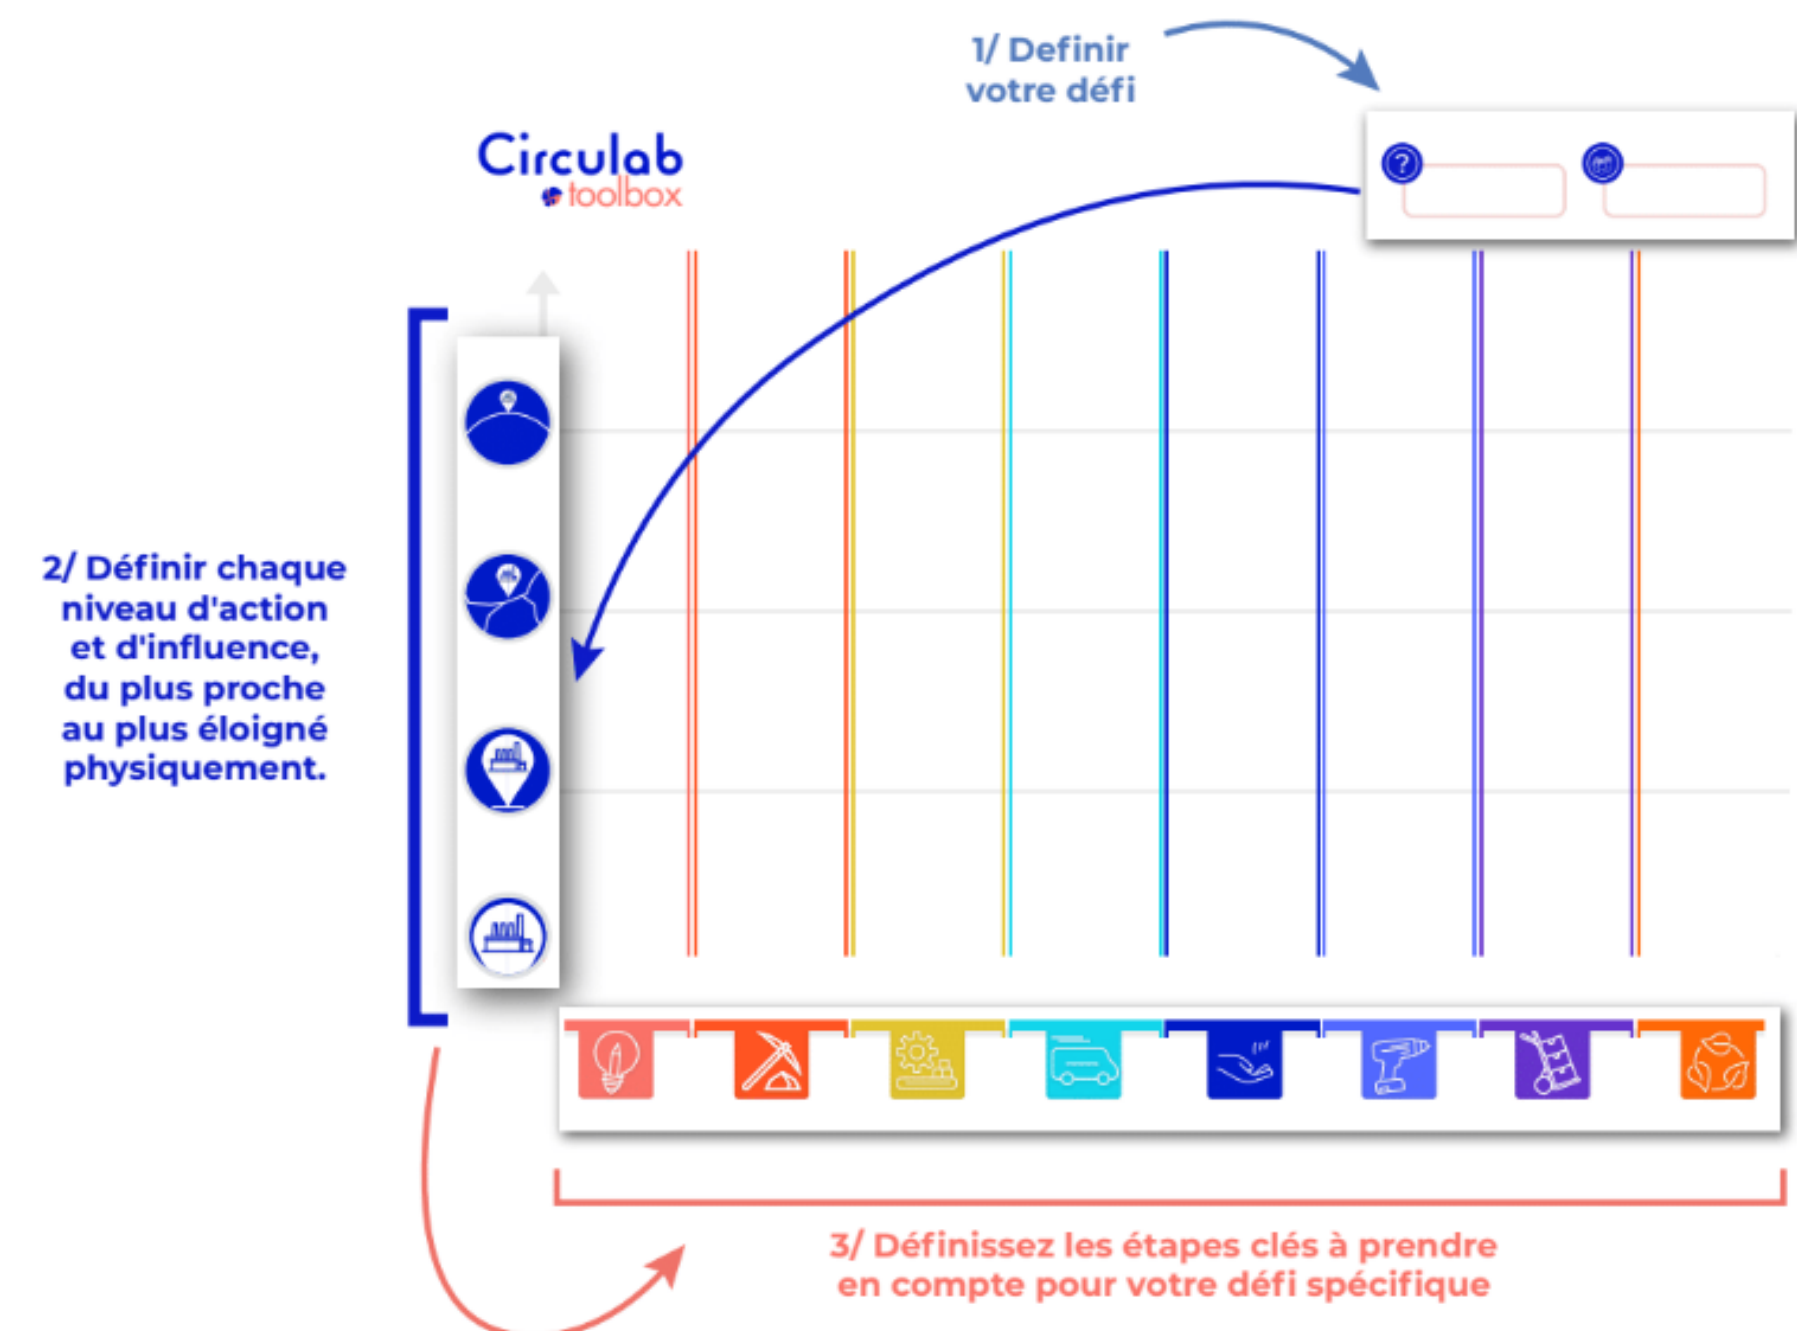 1/ Definir
votre défi
Circulab
toolbox
?
2/ Définir chaque
niveau d'action
et d'influence,
du plus proche
au plus éloigné
physiquement.
3/ Définissez les étapes clés à prendre
en compte pour votre défi spécifique